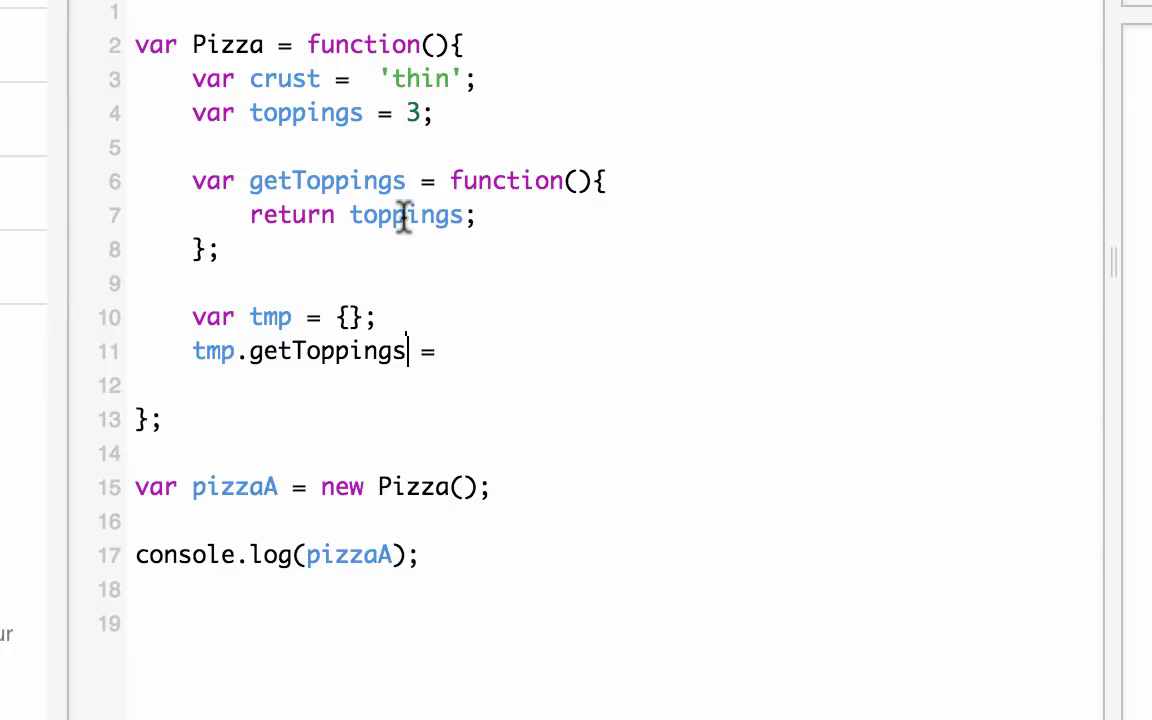 1
2 var Pizza = function(){
3     var crust =  'thin';
4     var toppings = 3;
5
6     var getToppings = function(){
7         return toppings;
8     };
9
10     var tmp = {};
11     tmp.getToppings =
12
13 };
14
15 var pizzaA = new Pizza();
16
17 console.log(pizzaA);
18
19
ur